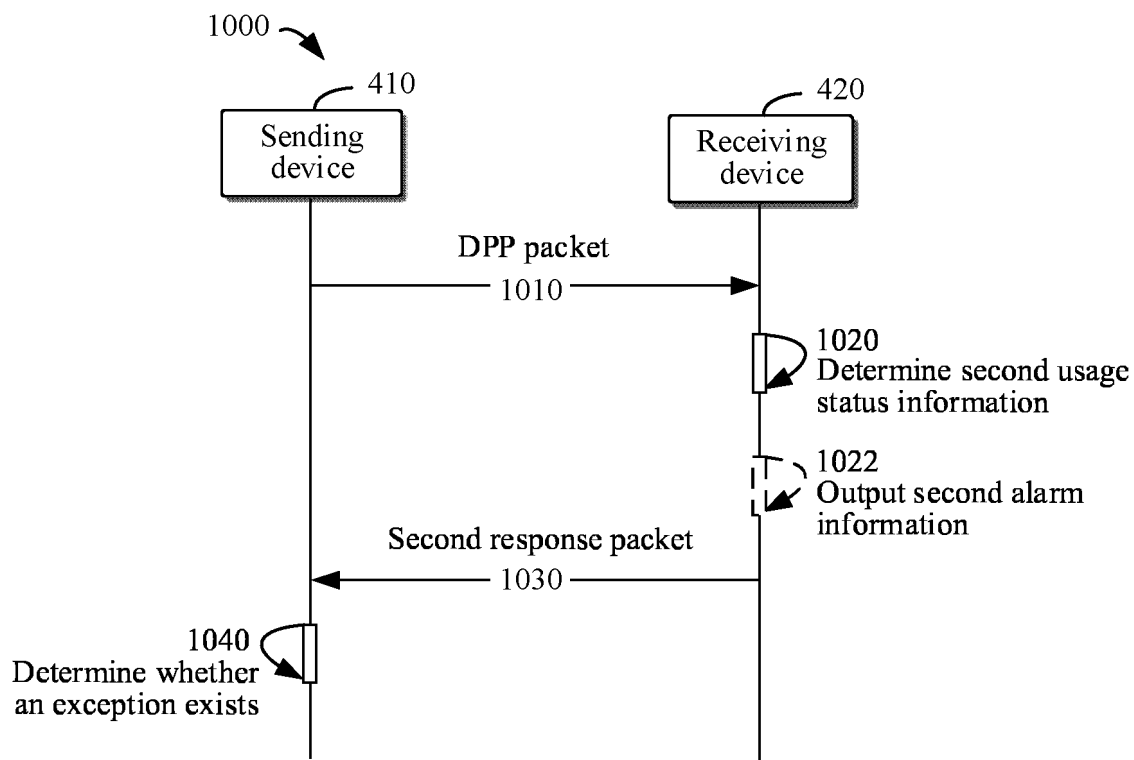 1000
410
420
Sending
device
Receiving
device
DPP packet
1010
1020
Determine second usage
status information
1022
Output second alarm
information
Second response packet
1030
1040
Determine whether
an exception exists